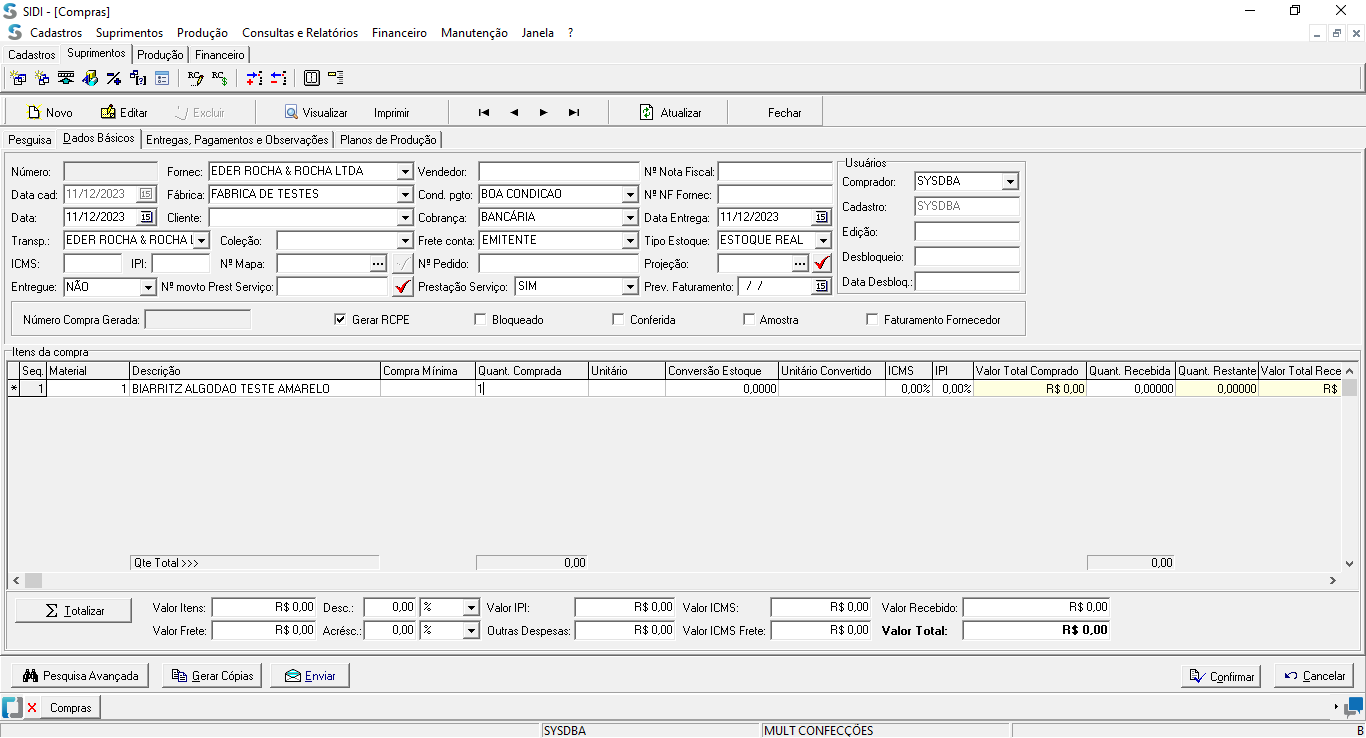 SIDI - [Compras]
Cadastros Suprimentos Produção Consultas e Relatórios Financeiro Manutenção Janela ?
Cadastros Suprimentos Produção Financeiro
Novo Editar Excluir Visualizar Imprimir Atualizar Fechar
Pesquisa Dados Básicos Entregas, Pagamentos e Observações Planos de Produção
Usuários
Número: Fornec: EDER ROCHA & ROCHA LTDA Vendedor: Nº Nota Fiscal: Comprador: SYSDBA
Data cad: 11/12/2023 15 Fábrica: FABRICA DE TESTES Cond. pgto: BOA CONDICAO Nº NF Fornec: Cadastro: SYSDBA
Data: 11/12/2023 15 Cliente: Cobrança: BANCÁRIA Data Entrega: 11/12/2023 15 Edição:
Transp.: EDER ROCHA & ROCHA L Coleção: Frete conta: EMITENTE Tipo Estoque: ESTOQUE REAL Desbloqueio:
ICMS: IPI: Nº Mapa: ... Nº Pedido: Projeção: ... Data Desbloq.:
Entregue: NÃO Nº movto Prest Serviço: Prestação Serviço: SIM Prev. Faturamento: / / 15
Número Compra Gerada: Gerar RCPE Bloqueado Conferida Amostra Faturamento Fornecedor
Itens da compra
Seq. Material Descrição Compra Mínima Quant. Comprada Unitário Conversão Estoque Unitário Convertido ICMS IPI Valor Total Comprado Quant. Recebida Quant. Restante Valor Total Rece
* 1 1 BIARRITZ ALGODAO TESTE AMARELO 1 0,0000 0,00% 0,00% R$ 0,00 0,00000 0,00000 R$
Qte Total >>> 0,00 0,00
Totalizar Valor Itens: R$ 0,00 Desc.: 0,00 % Valor IPI: R$ 0,00 Valor ICMS: R$ 0,00 Valor Recebido: R$ 0,00
Valor Frete: R$ 0,00 Acrésc.: 0,00 % Outras Despesas: R$ 0,00 Valor ICMS Frete: R$ 0,00 Valor Total: R$ 0,00
Pesquisa Avançada Gerar Cópias Enviar Confirmar Cancelar
Compras
SYSDBA MULT CONFECÇÕES B